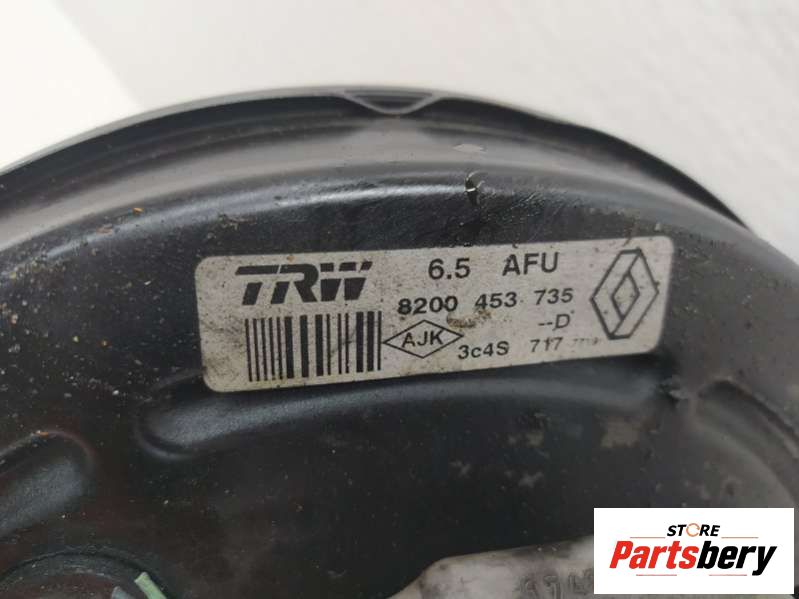 TRW 6.5 AFU
8200 453 735
--D
AJK 3c4S 717
STORE
Partsbery